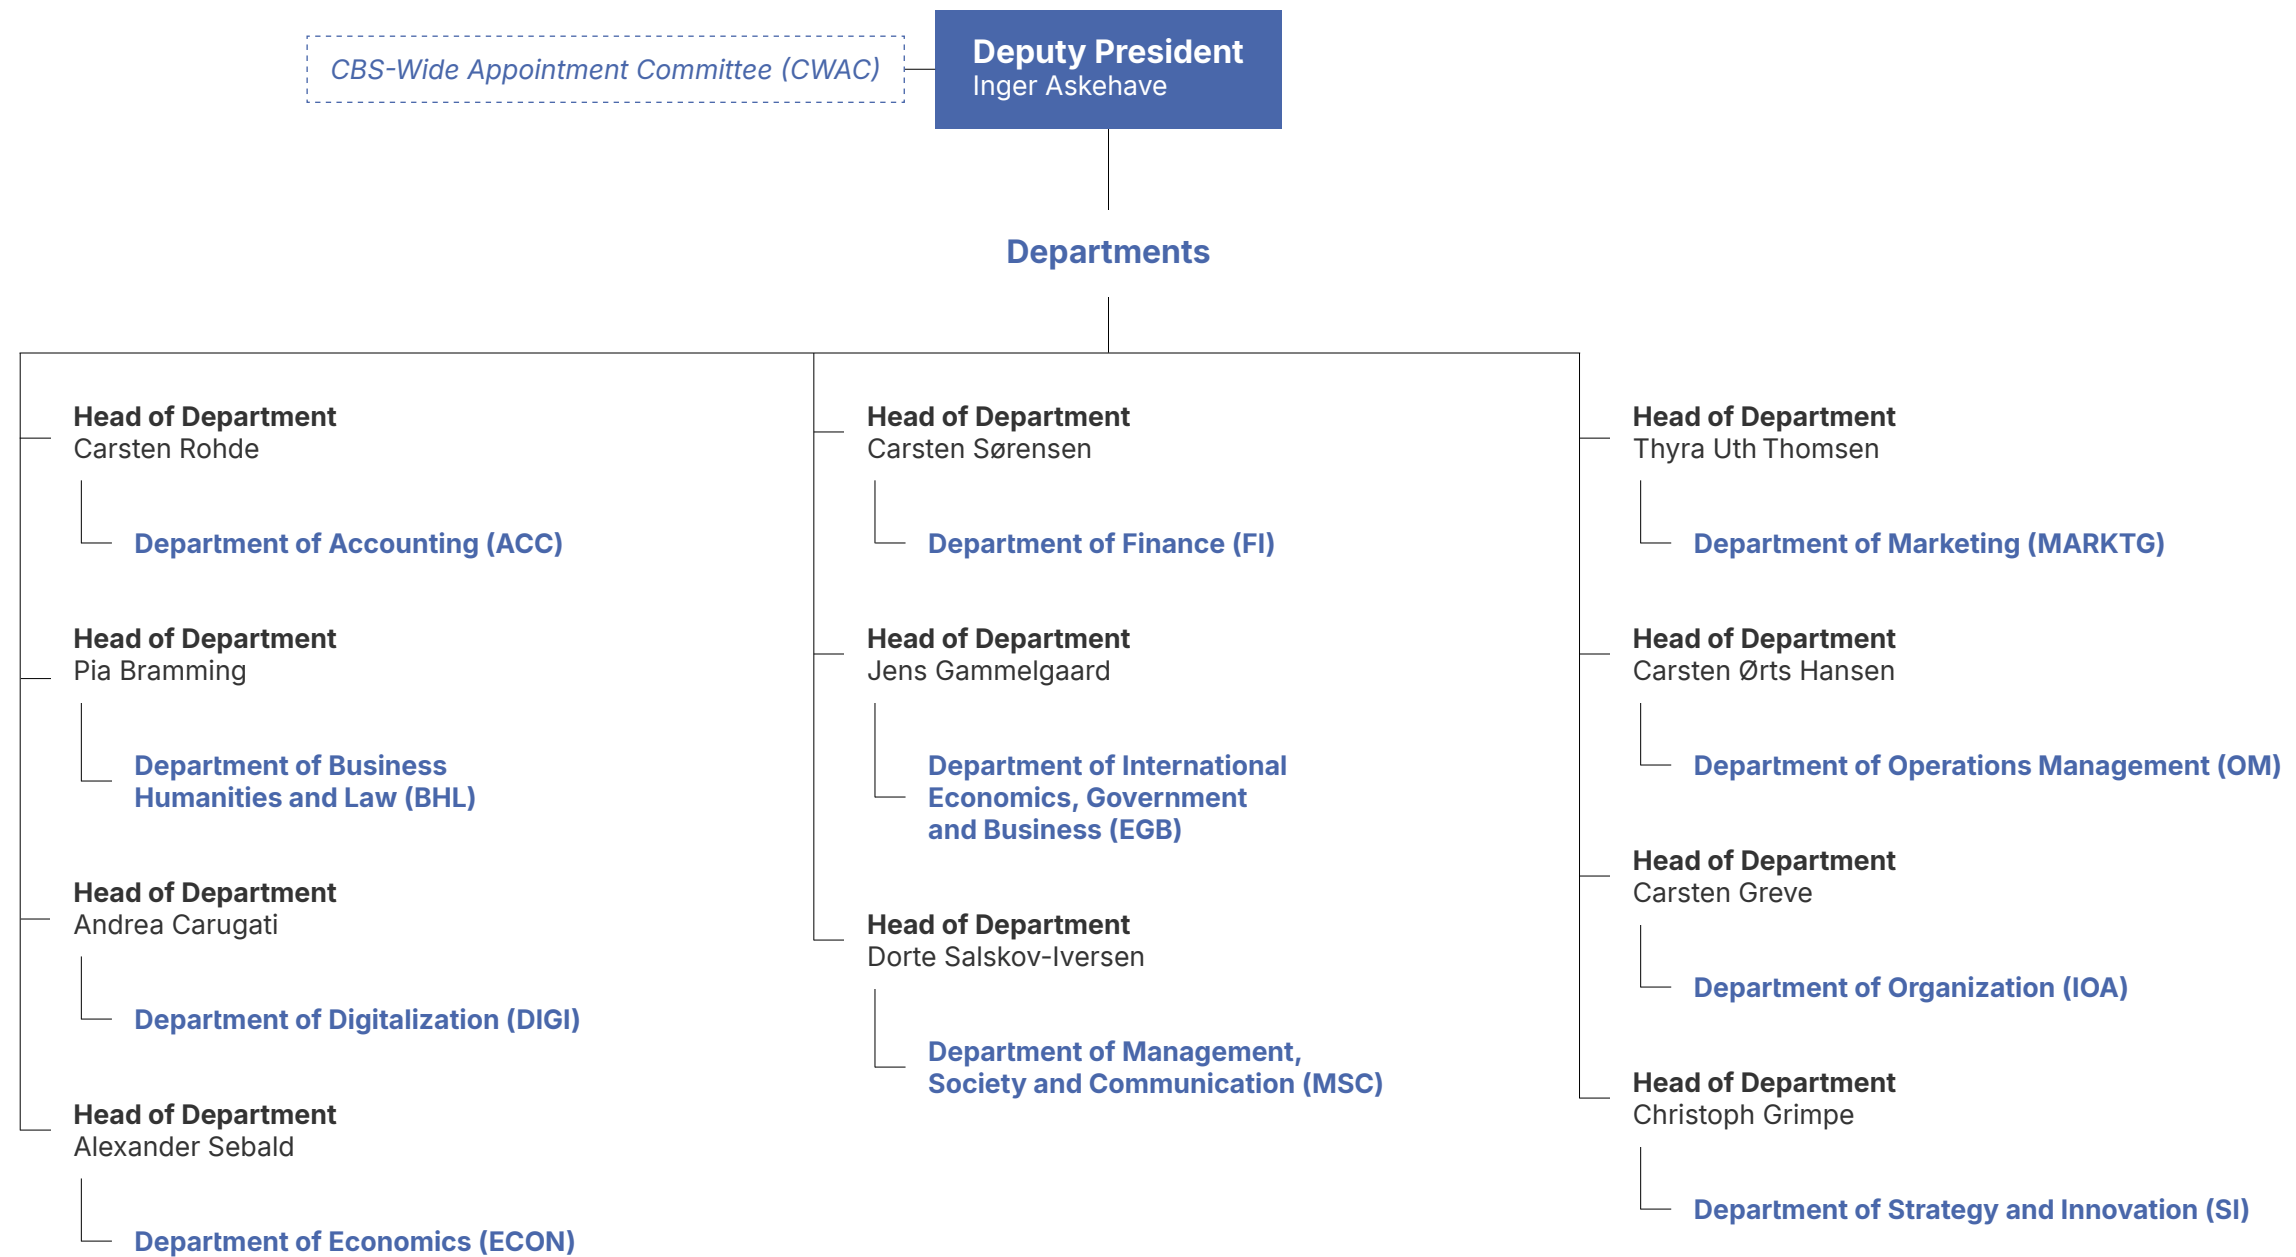 CBS-Wide Appointment Committee (CWAC)
Deputy President
Inger Askehave
Departments
Head of Department
Carsten Rohde
Department of Accounting (ACC)
Head of Department
Pia Bramming
Department of Business
Humanities and Law (BHL)
Head of Department
Andrea Carugati
Department of Digitalization (DIGI)
Head of Department
Alexander Sebald
Department of Economics (ECON)
Head of Department
Carsten Sørensen
Department of Finance (FI)
Head of Department
Jens Gammelgaard
Department of International
Economics, Government
and Business (EGB)
Head of Department
Dorte Salskov-Iversen
Department of Management,
Society and Communication (MSC)
Head of Department
Thyra Uth Thomsen
Department of Marketing (MARKTG)
Head of Department
Carsten Ørts Hansen
Department of Operations Management (OM)
Head of Department
Carsten Greve
Department of Organization (IOA)
Head of Department
Christoph Grimpe
Department of Strategy and Innovation (SI)